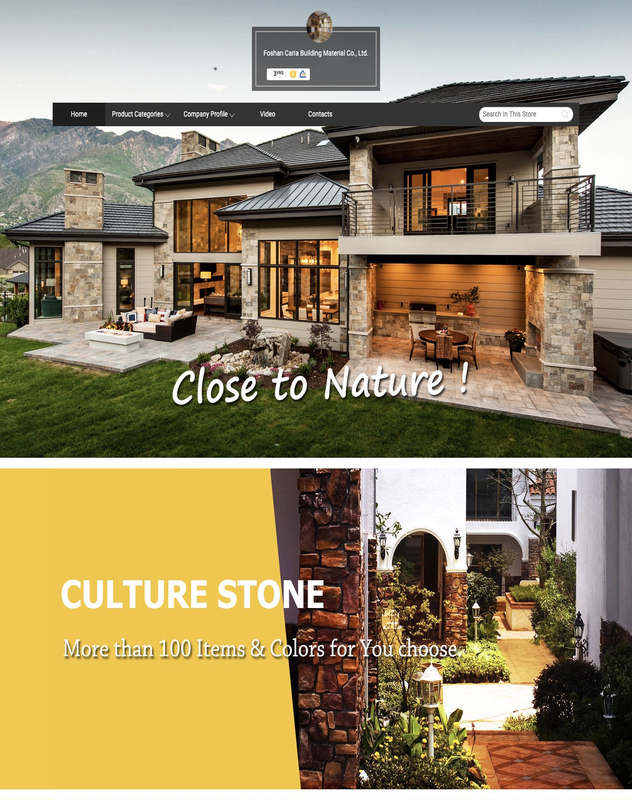 Foshan Caria Building Material Co., Ltd.
3YRS
Home Product Categories Company Profile Video Contacts Search In This Store
Close to Nature !
CULTURE STONE
More than 100 Items & Colors for You choose